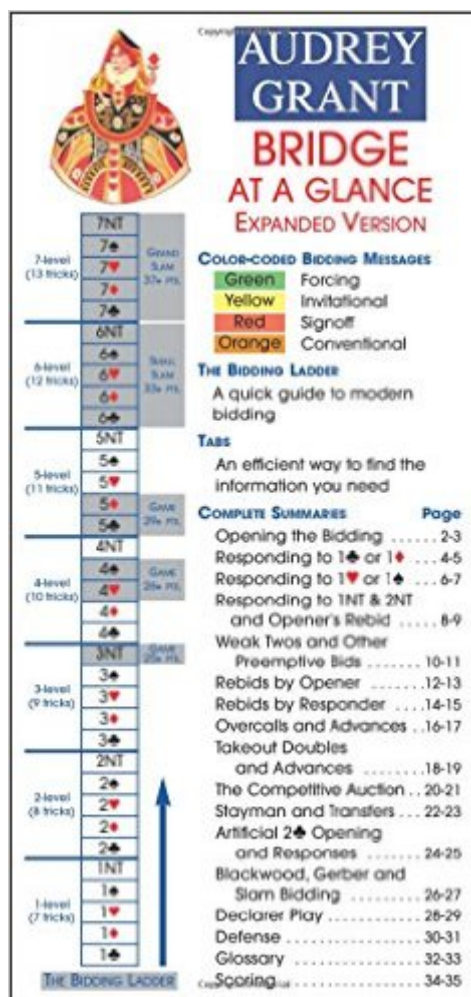 AUDREY
GRANT
BRIDGE
AT A GLANCE
EXPANDED VERSION
COLOR-CODED BIDDING MESSAGES
Green Forcing
Yellow Invitational
Red Signoff
Orange Conventional
THE BIDDING LADDER
A quick guide to modern
bidding
TABS
An efficient way to find the
information you need
COMPLETE SUMMARIES Page
Opening the Bidding ...... 2-3
Responding to 1♣ or 1♦ ... 4-5
Responding to 1♥ or 1♠ ... 6-7
Responding to 1NT & 2NT
and Opener's Rebid ..... 8-9
Weak Twos and Other
Preemptive Bids ....... 10-11
Rebids by Opener ....... 12-13
Rebids by Responder .... 14-15
Overcalls and Advances .. 16-17
Takeout Doubles
and Advances ........ 18-19
The Competitive Auction .. 20-21
Stayman and Transfers ... 22-23
Artificial 2♣ Opening
and Responses ....... 24-25
Blackwood, Gerber and
Slam Bidding ......... 26-27
Declarer Play ............ 28-29
Defense ................. 30-31
Glossary ................ 32-33
Scoring ................. 34-35
7NT
7♠
7-level
(13 tricks)
7♥
7♦
7♣
GRAND
SLAM
37+ PTS.
6NT
6♠
6-level
(12 tricks)
6♥
6♦
6♣
SMALL
SLAM
33+ PTS.
5NT
5♠
5-level
(11 tricks)
5♥
5♦
5♣
GAME
29+ PTS.
4NT
4♠
4-level
(10 tricks)
4♥
4♦
4♣
GAME
PTS.
3NT
3♠
3-level
(9 tricks)
3♥
3♦
3♣
GAME
25+ PTS.
2NT
2♠
2-level
(8 tricks)
2♥
2♦
2♣
1NT
1♠
1-level
(7 tricks)
1♥
1♦
1♣
THE BIDDING LADDER